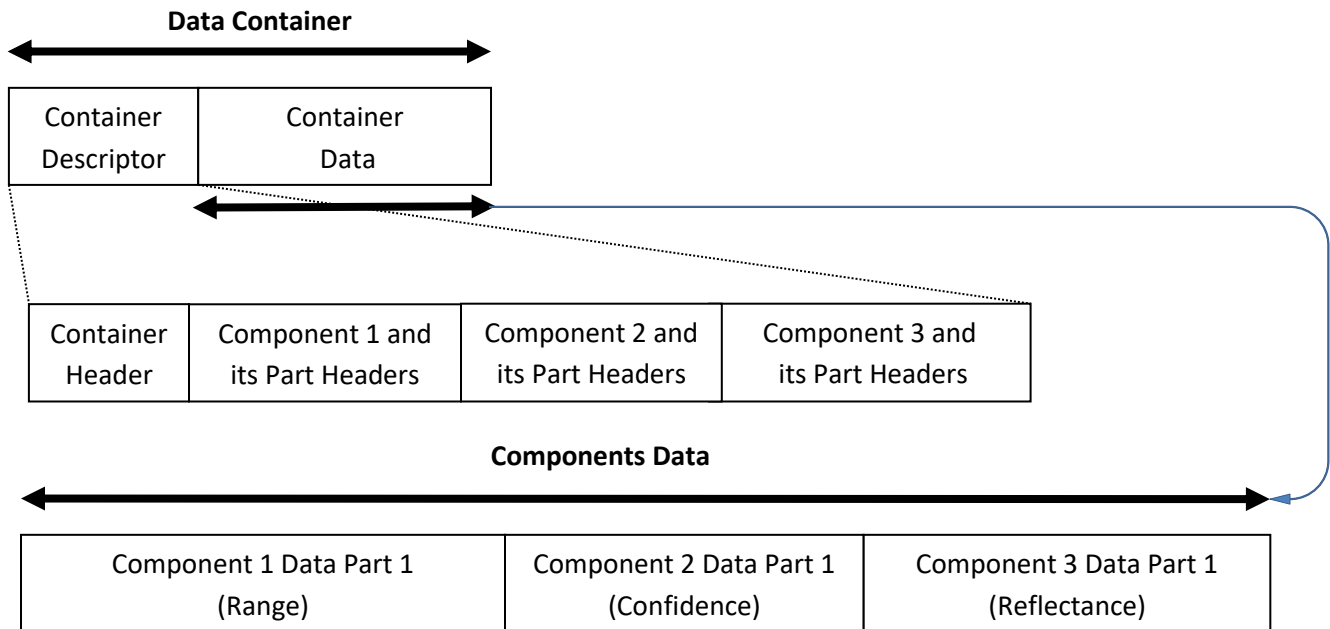 Data Container
Container
Descriptor
Container
Data
Container
Header
Component 1 and
its Part Headers
Component 2 and
its Part Headers
Component 3 and
its Part Headers
Components Data
Component 1 Data Part 1
(Range)
Component 2 Data Part 1
(Confidence)
Component 3 Data Part 1
(Reflectance)